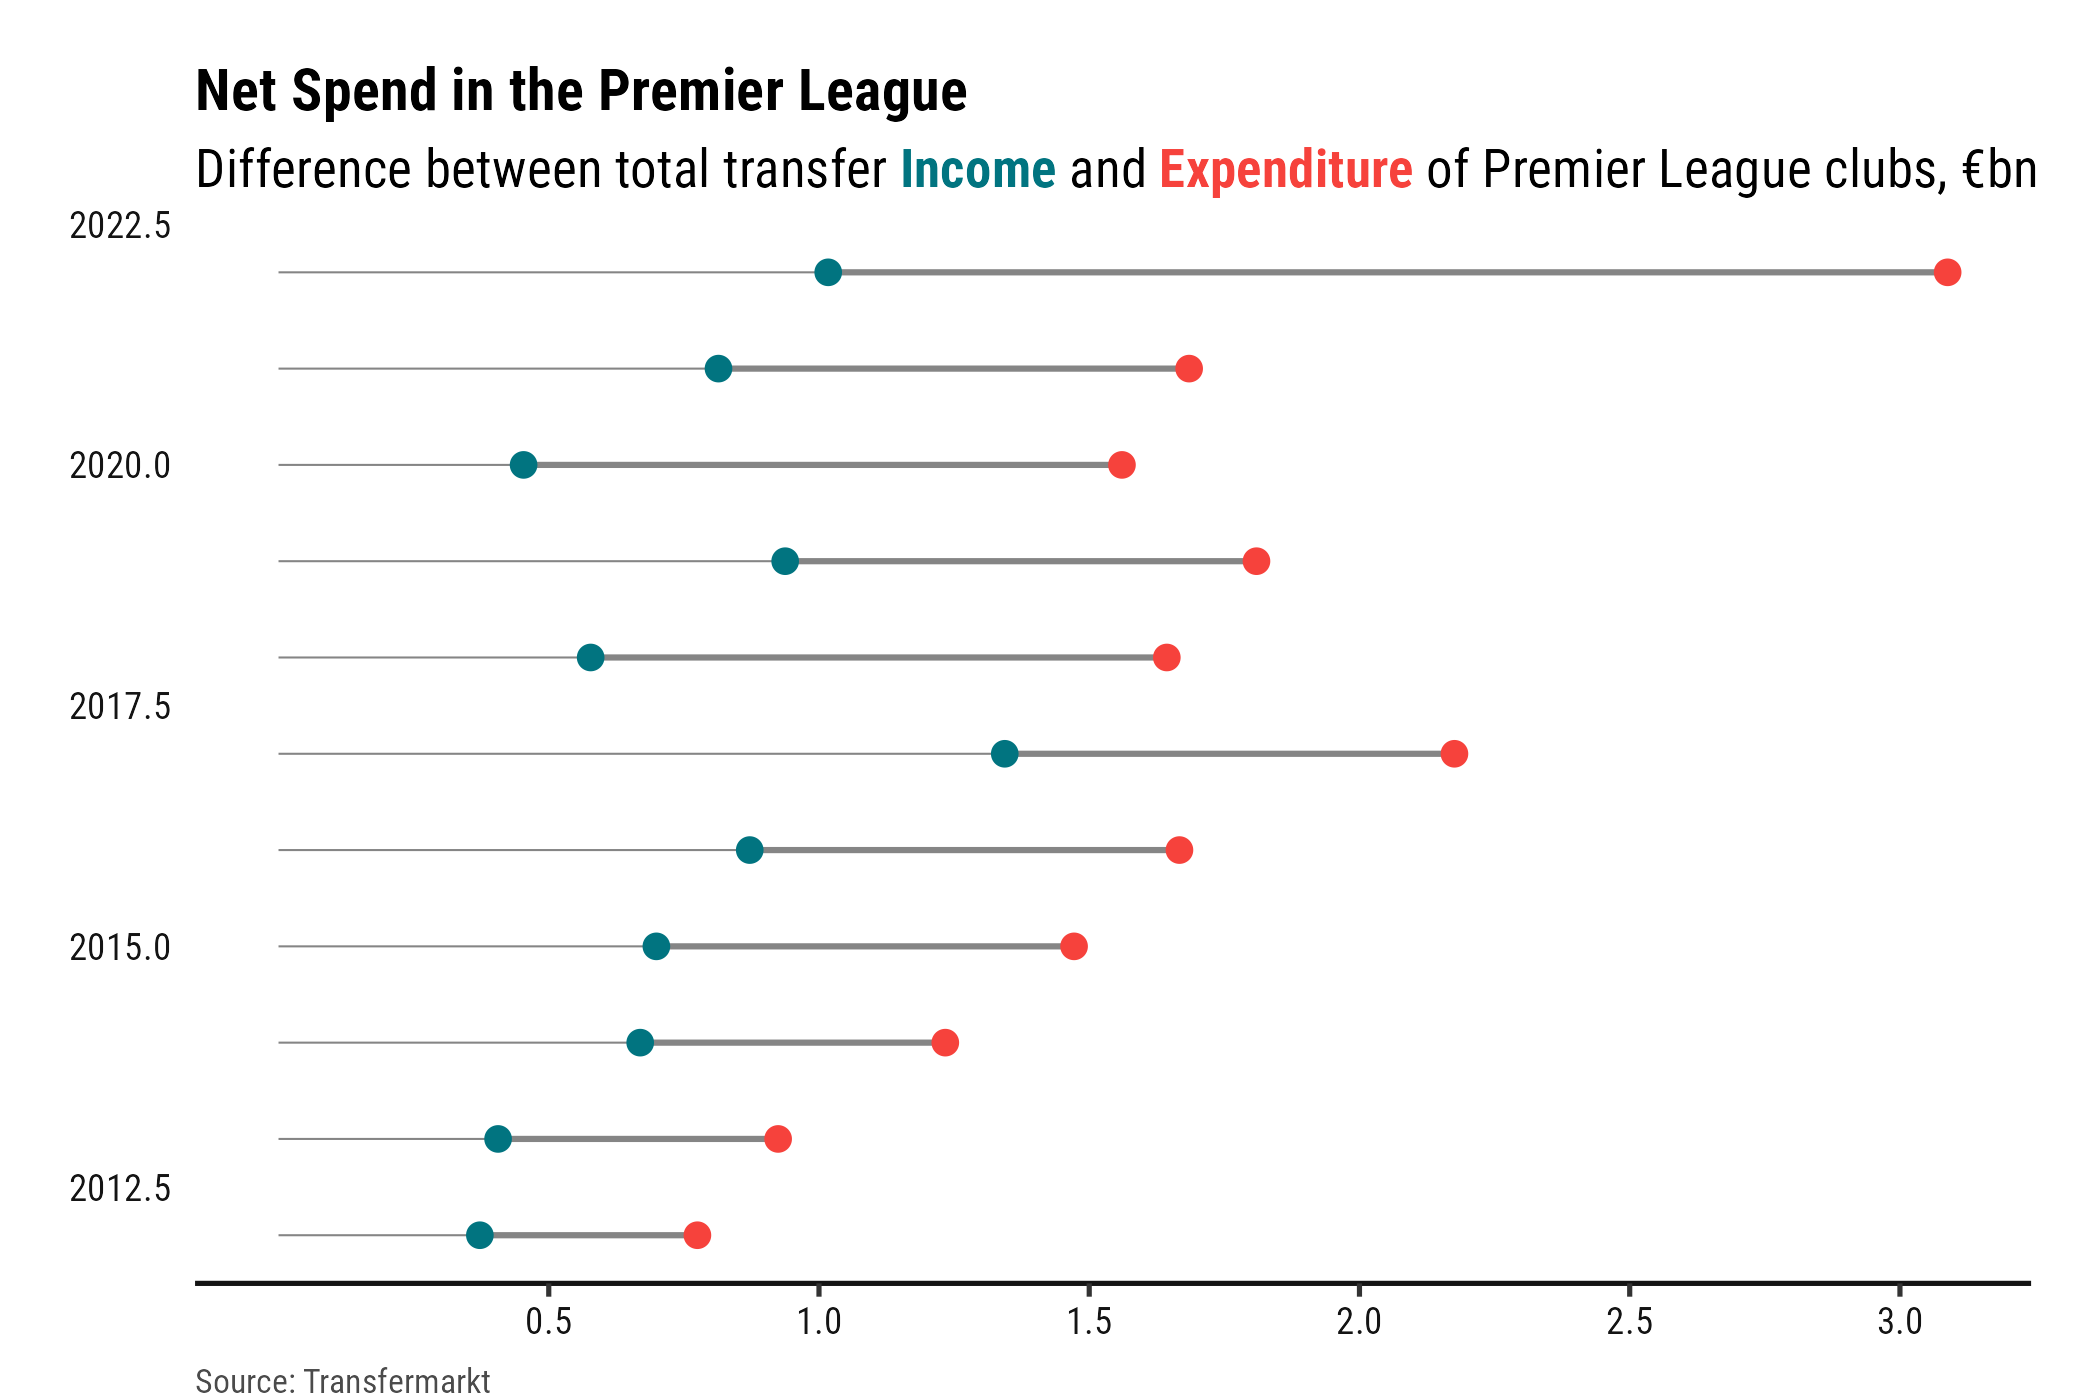 Net Spend in the Premier League
Difference between total transfer Income and Expenditure of Premier League clubs, €bn
2022.5
2020.0
2017.5
2015.0
2012.5
0.5 1.0 1.5 2.0 2.5 3.0
Source: Transfermarkt